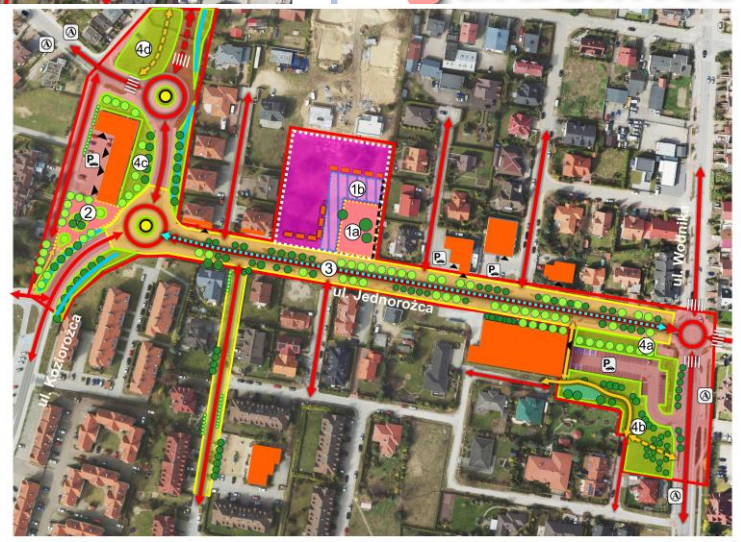 4d
A
A
P
4c
1b
2
1a
P
P
3
ul. Wodnika
ul. Jednorożca
4a
P
ul. Koziorożca
A
4b
A